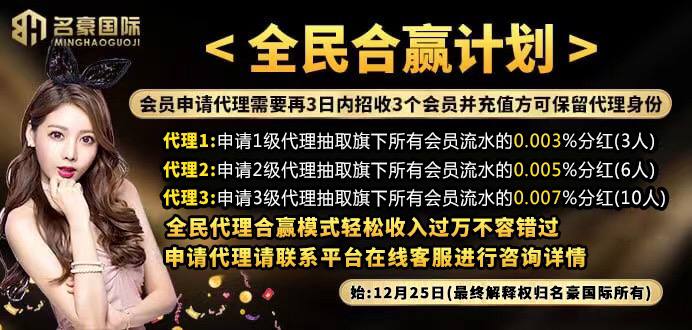 名豪国际
MINGHAOGUOJI
<全民合赢计划>
会员申请代理需要再3日内招收3个会员并充值方可保留代理身份
代理1:申请1级代理抽取旗下所有会员流水的0.003%分红(3人)
代理2:申请2级代理抽取旗下所有会员流水的0.005%分红(6人)
代理3:申请3级代理抽取旗下所有会员流水的0.007%分红(10人)
全民代理合赢模式轻松收入过万不容错过
申请代理请联系平台在线客服进行咨询详情
始:12月25日(最终解释权归名豪国际所有)